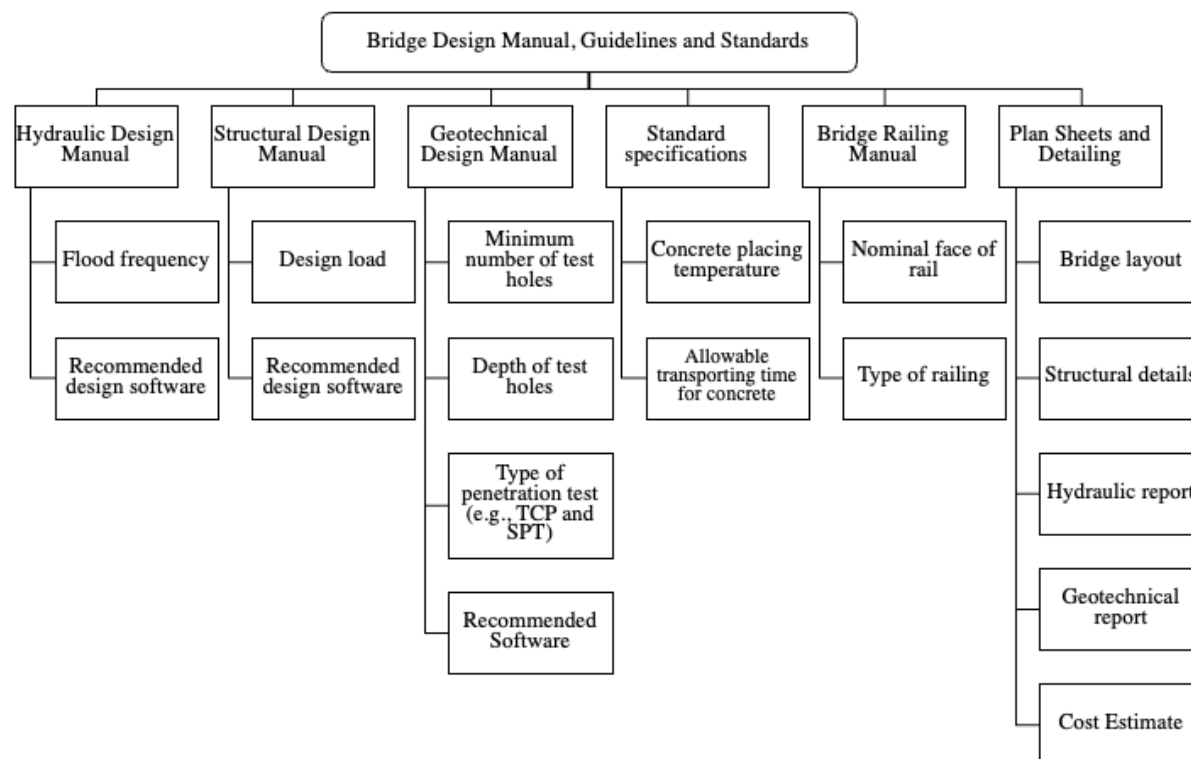 Bridge Design Manual, Guidelines and Standards
Hydraulic Design
Manual
Structural Design
Manual
Geotechnical
Design Manual
Standard
specifications
Bridge Railing
Manual
Plan Sheets and
Detailing
Flood frequency
Recommended
design software
Design load
Recommended
design software
Minimum
number of test
holes
Depth of test
holes
Type of
penetration test
(e.g., TCP and
SPT)
Recommended
Software
Concrete placing
temperature
Allowable
transporting time
for concrete
Nominal face of
rail
Type of railing
Bridge layout
Structural details
Hydraulic report
Geotechnical
report
Cost Estimate